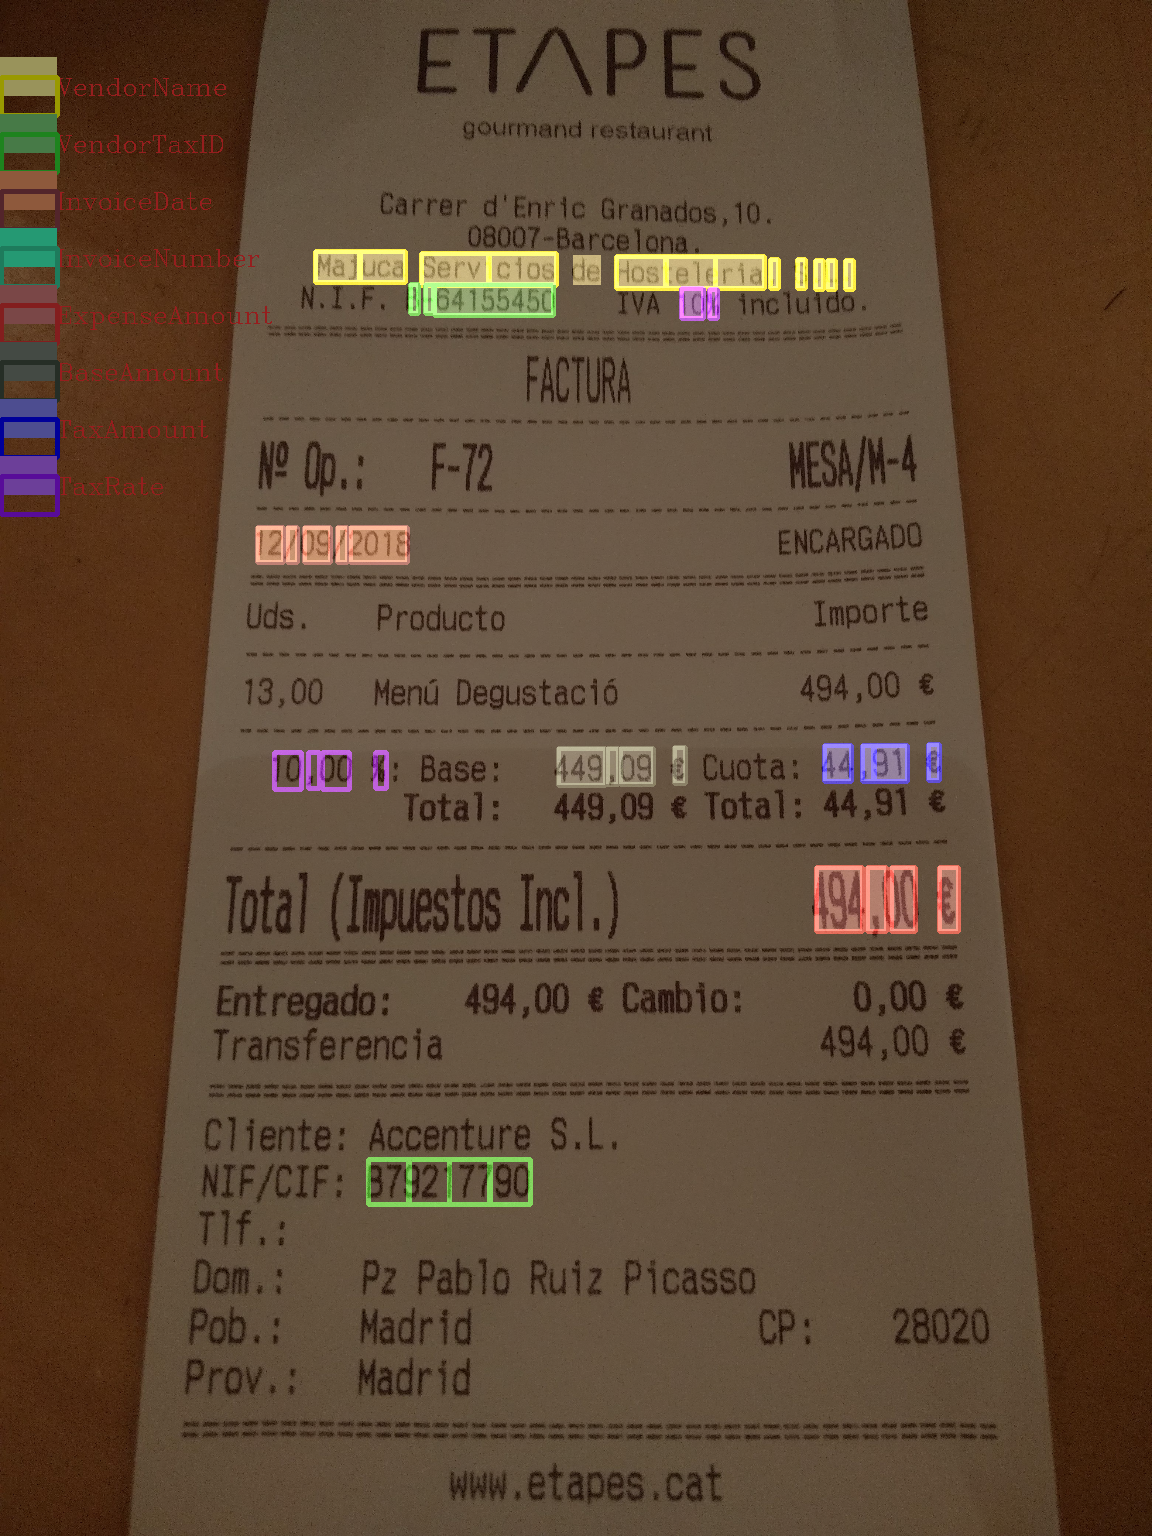 ETAPES
gourmand restaurant
Carrer d'Enric Granados,10.
08007-Barcelona.
Majuca Servicios de Hosteleria
N.I.F. 64155450 IVA 10% incluido.
FACTURA
Nº Op.: F-72 MESA/M-4
12/09/2018 ENCARGADO
Uds. Producto Importe
13,00 Menú Degustació 494,00 €
10,00 %: Base: 449,09 € Cuota: 44,91 €
Total: 449,09 € Total: 44,91 €
Total (Impuestos Incl.) 494,00 €
Entregado: 494,00 € Cambio: 0,00 €
Transferencia 494,00 €
Cliente: Accenture S.L.
NIF/CIF: B79217790
Tlf.:
Dom.: Pz Pablo Ruiz Picasso
Pob.: Madrid CP: 28020
Prov.: Madrid
www.etapes.cat
VendorName
VendorTaxID
InvoiceDate
InvoiceNumber
ExpenseAmount
BaseAmount
TaxAmount
TaxRate